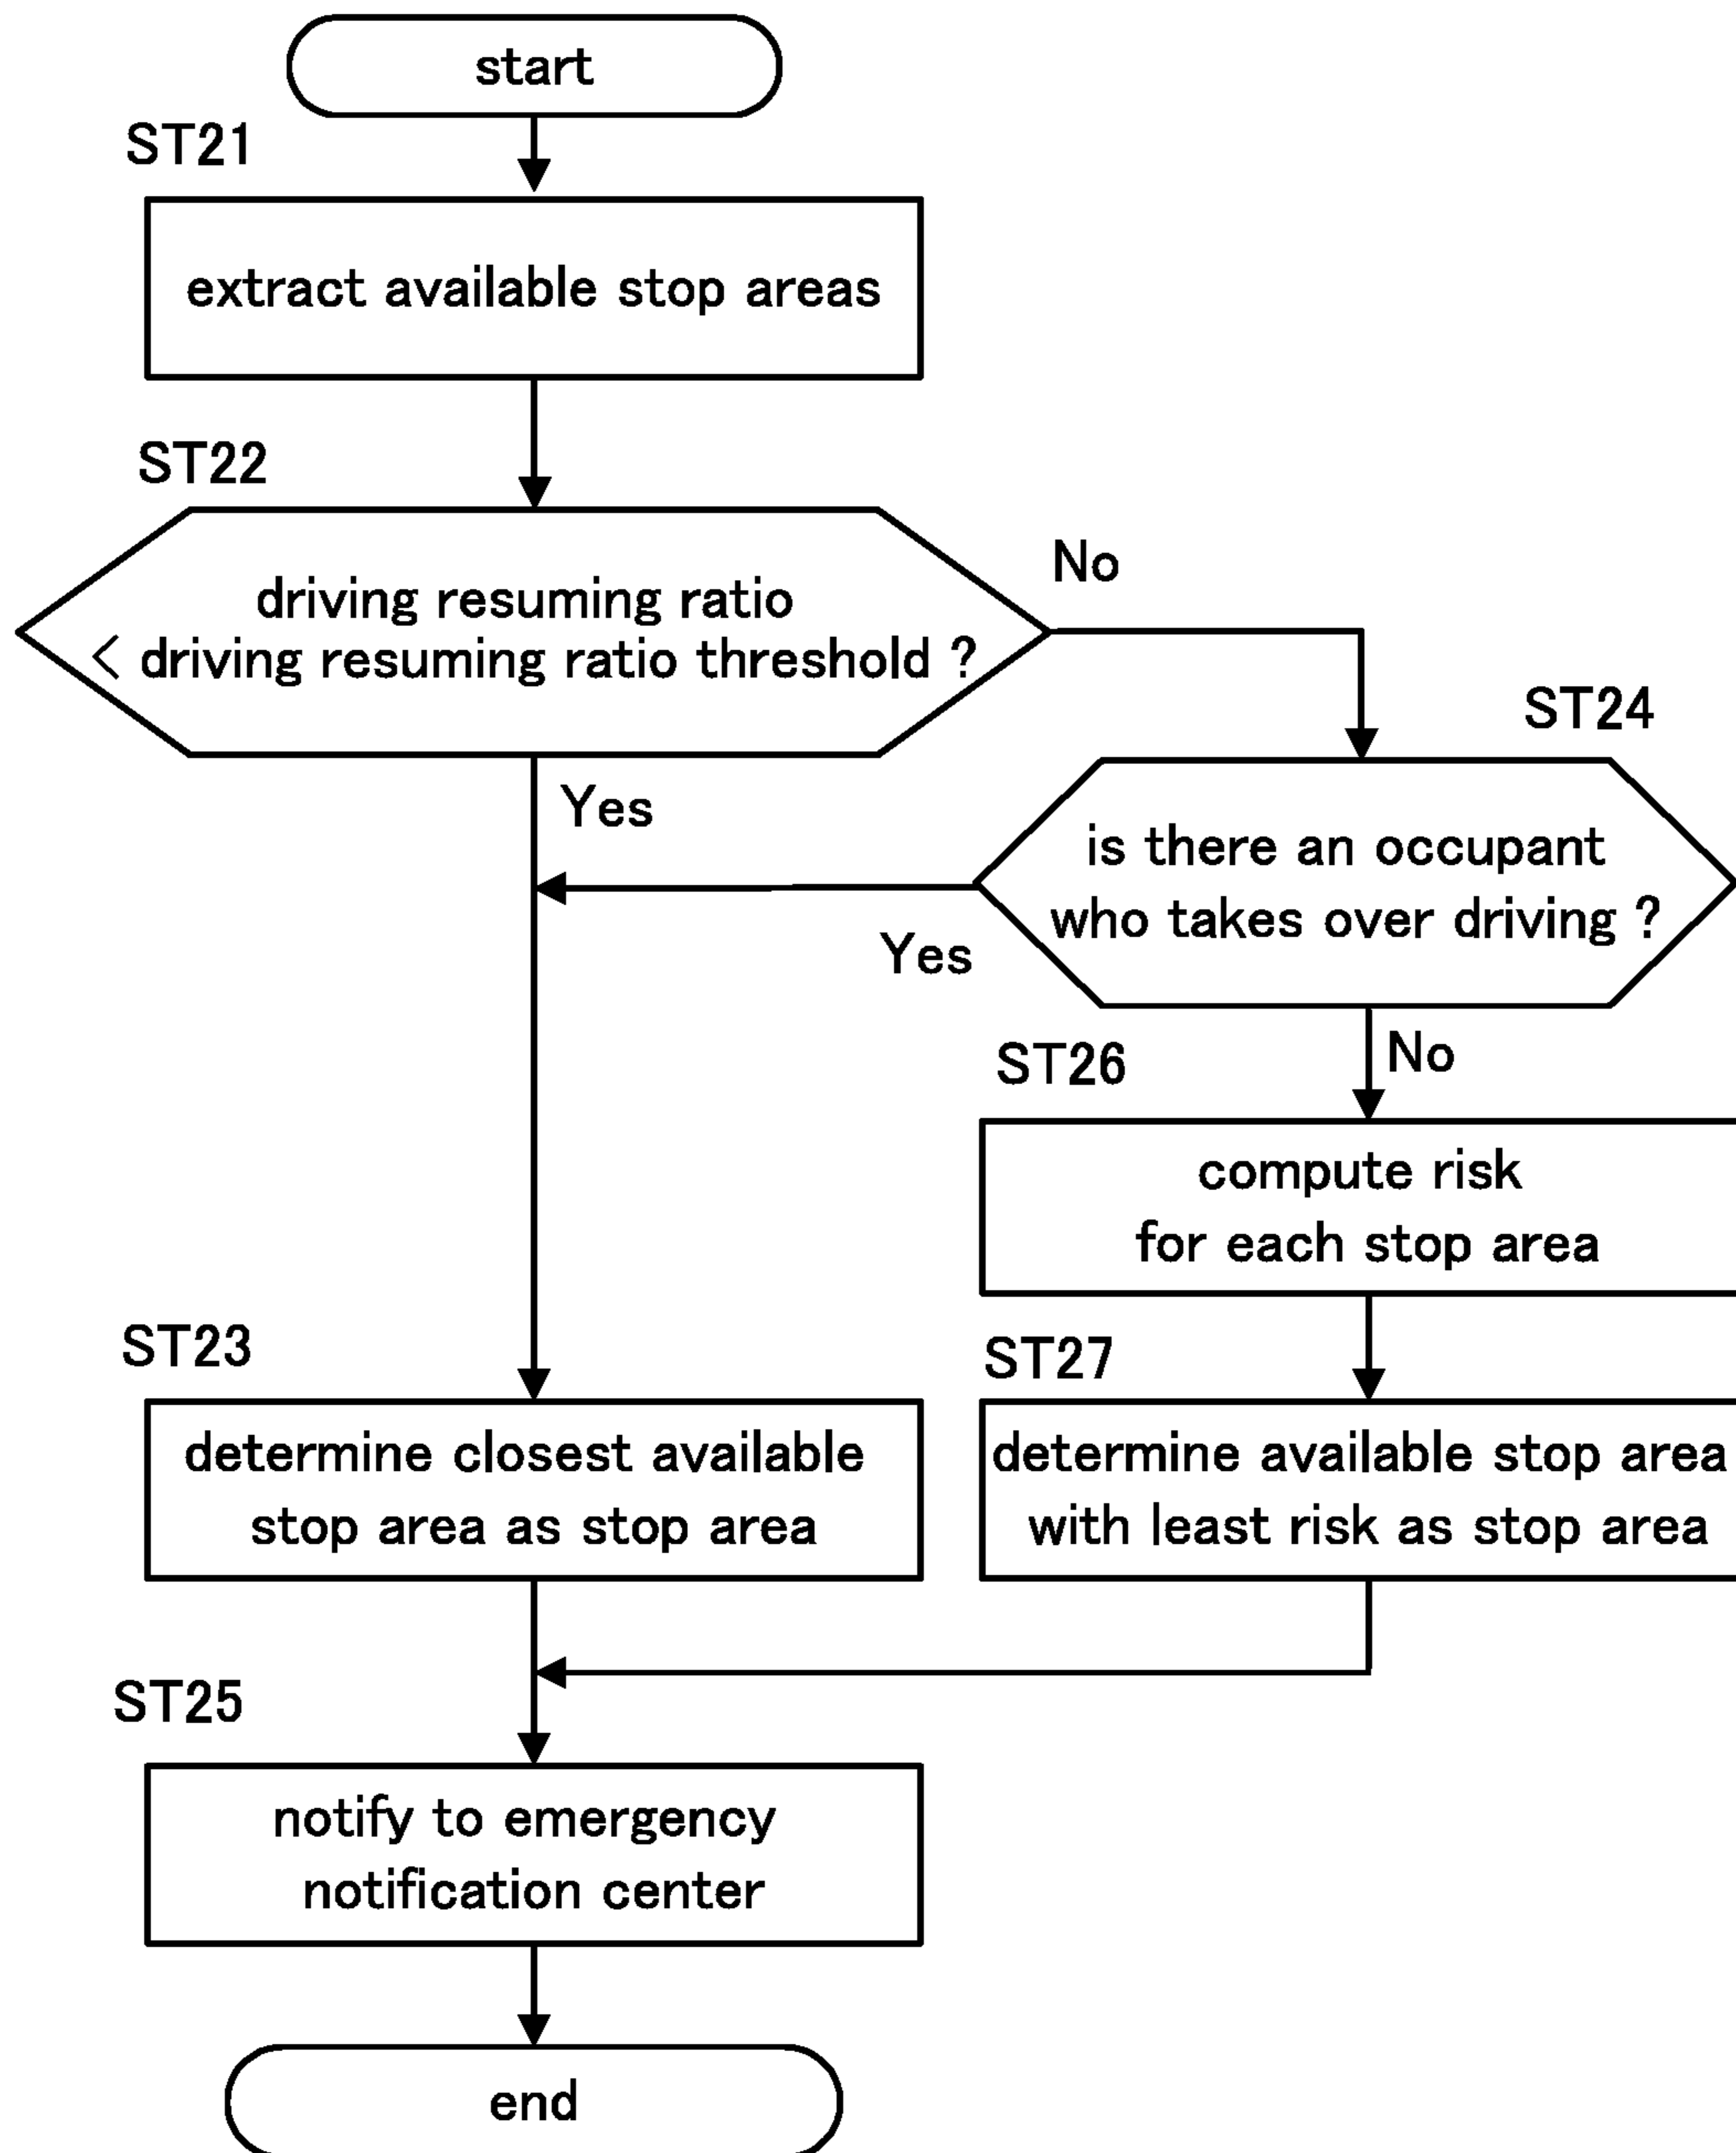 start
ST21
extract available stop areas
ST22
driving resuming ratio
< driving resuming ratio threshold ?
No
Yes
ST24
is there an occupant
who takes over driving ?
Yes
No
ST26
compute risk
for each stop area
ST23
determine closest available
stop area as stop area
ST27
determine available stop area
with least risk as stop area
ST25
notify to emergency
notification center
end